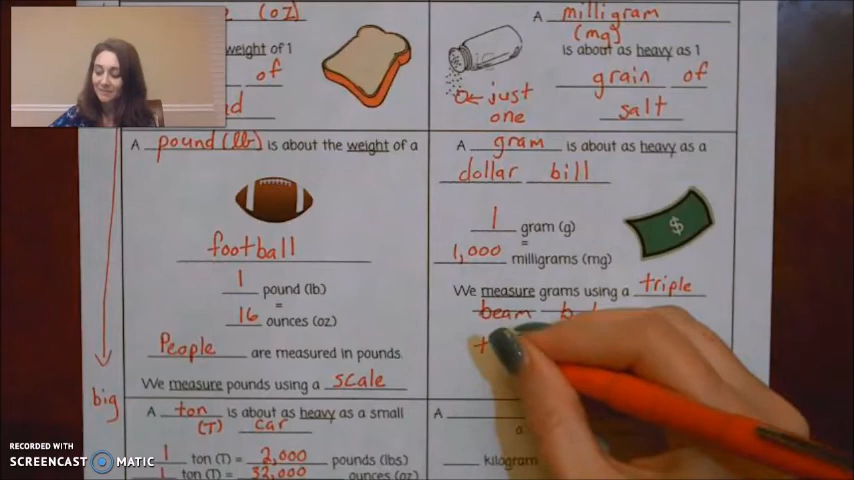 (oz)
weight of 1
of
A milligram
(mg)
is about as heavy as 1
grain of
salt
just
one
A pound (lb) is about the weight of a
football
1 pound (lb)
=
16 ounces (oz)
People are measured in pounds.
We measure pounds using a scale
A gram is about as heavy as a
dollar bill
$
1 gram (g)
=
1,000 milligrams (mg)
We measure grams using a triple
beam
big
A ton is about as heavy as a small
(T) car
1 ton (T) = 2,000 pounds (lbs.)
1 ton (T) = 32,000 ounces (oz)
A
kilogram
RECORDED WITH
SCREENCAST MATIC